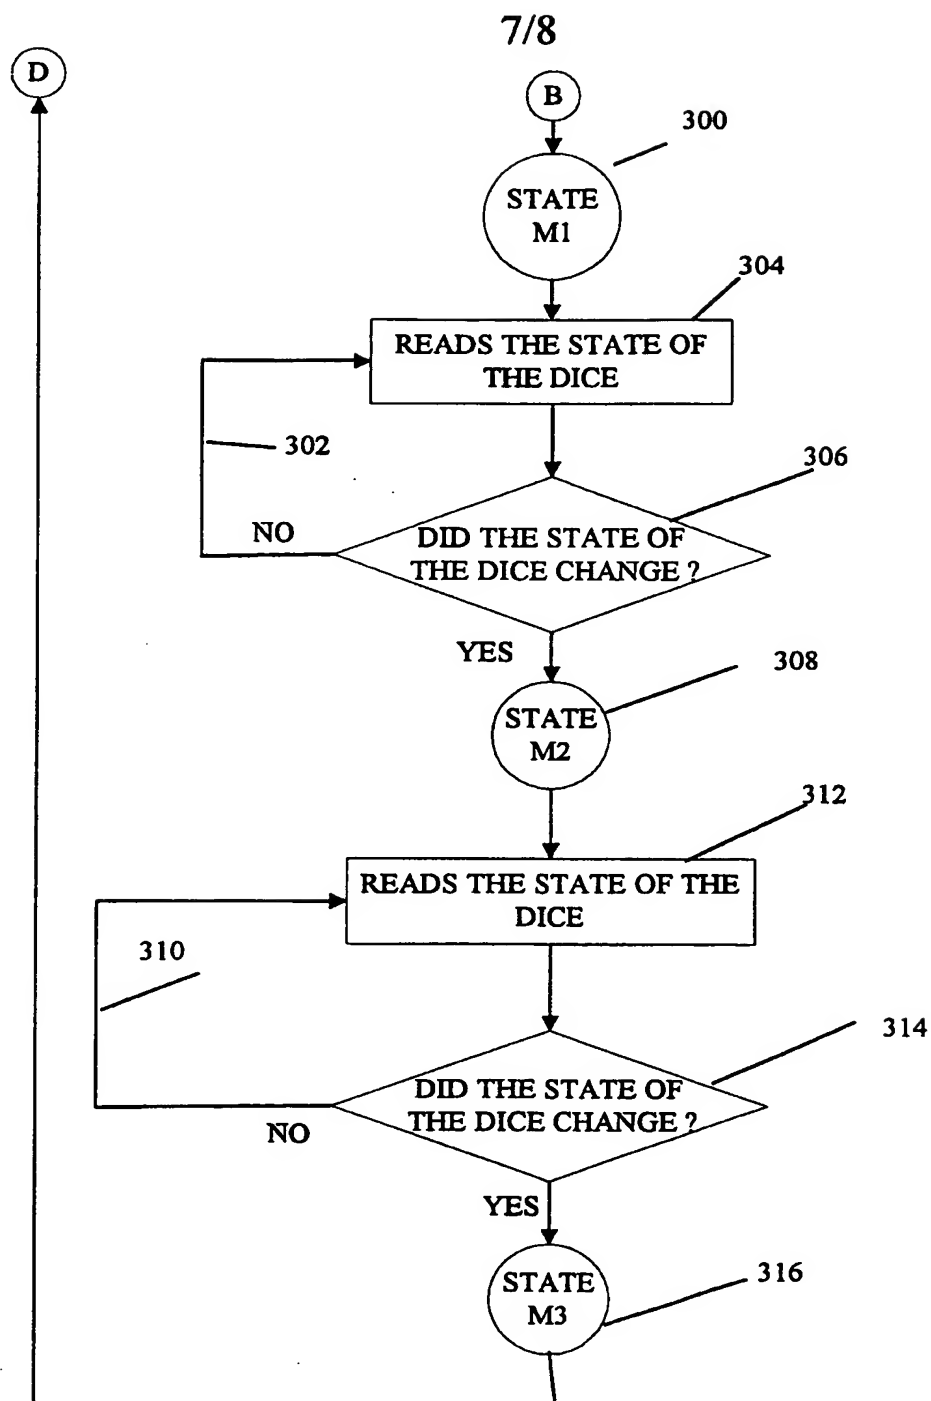 7/8
D
B
300
STATE
M1
304
READS THE STATE OF
THE DICE
302
306
NO
DID THE STATE OF
THE DICE CHANGE ?
YES
308
STATE
M2
312
READS THE STATE OF THE
DICE
310
314
DID THE STATE OF
THE DICE CHANGE ?
NO
YES
STATE
M3
316